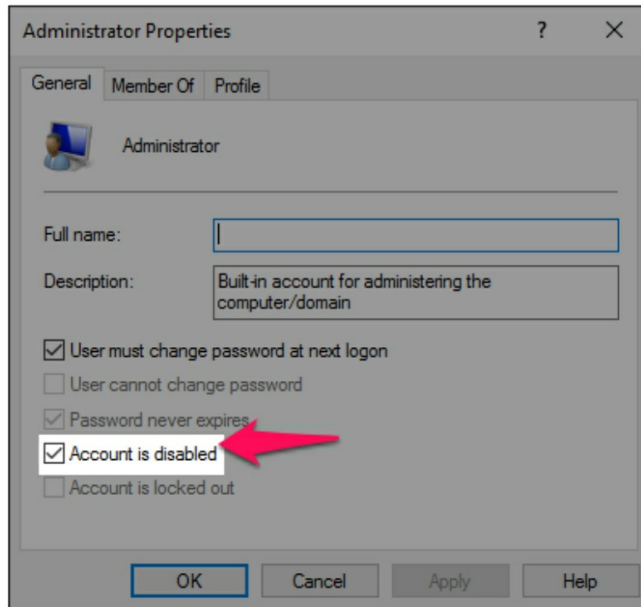 Administrator Properties ? ×
General Member Of Profile
Administrator
Full name:
Description: Built-in account for administering the
computer/domain
User must change password at next logon
User cannot change password
Password never expires
Account is disabled
Account is locked out
OK Cancel Apply Help